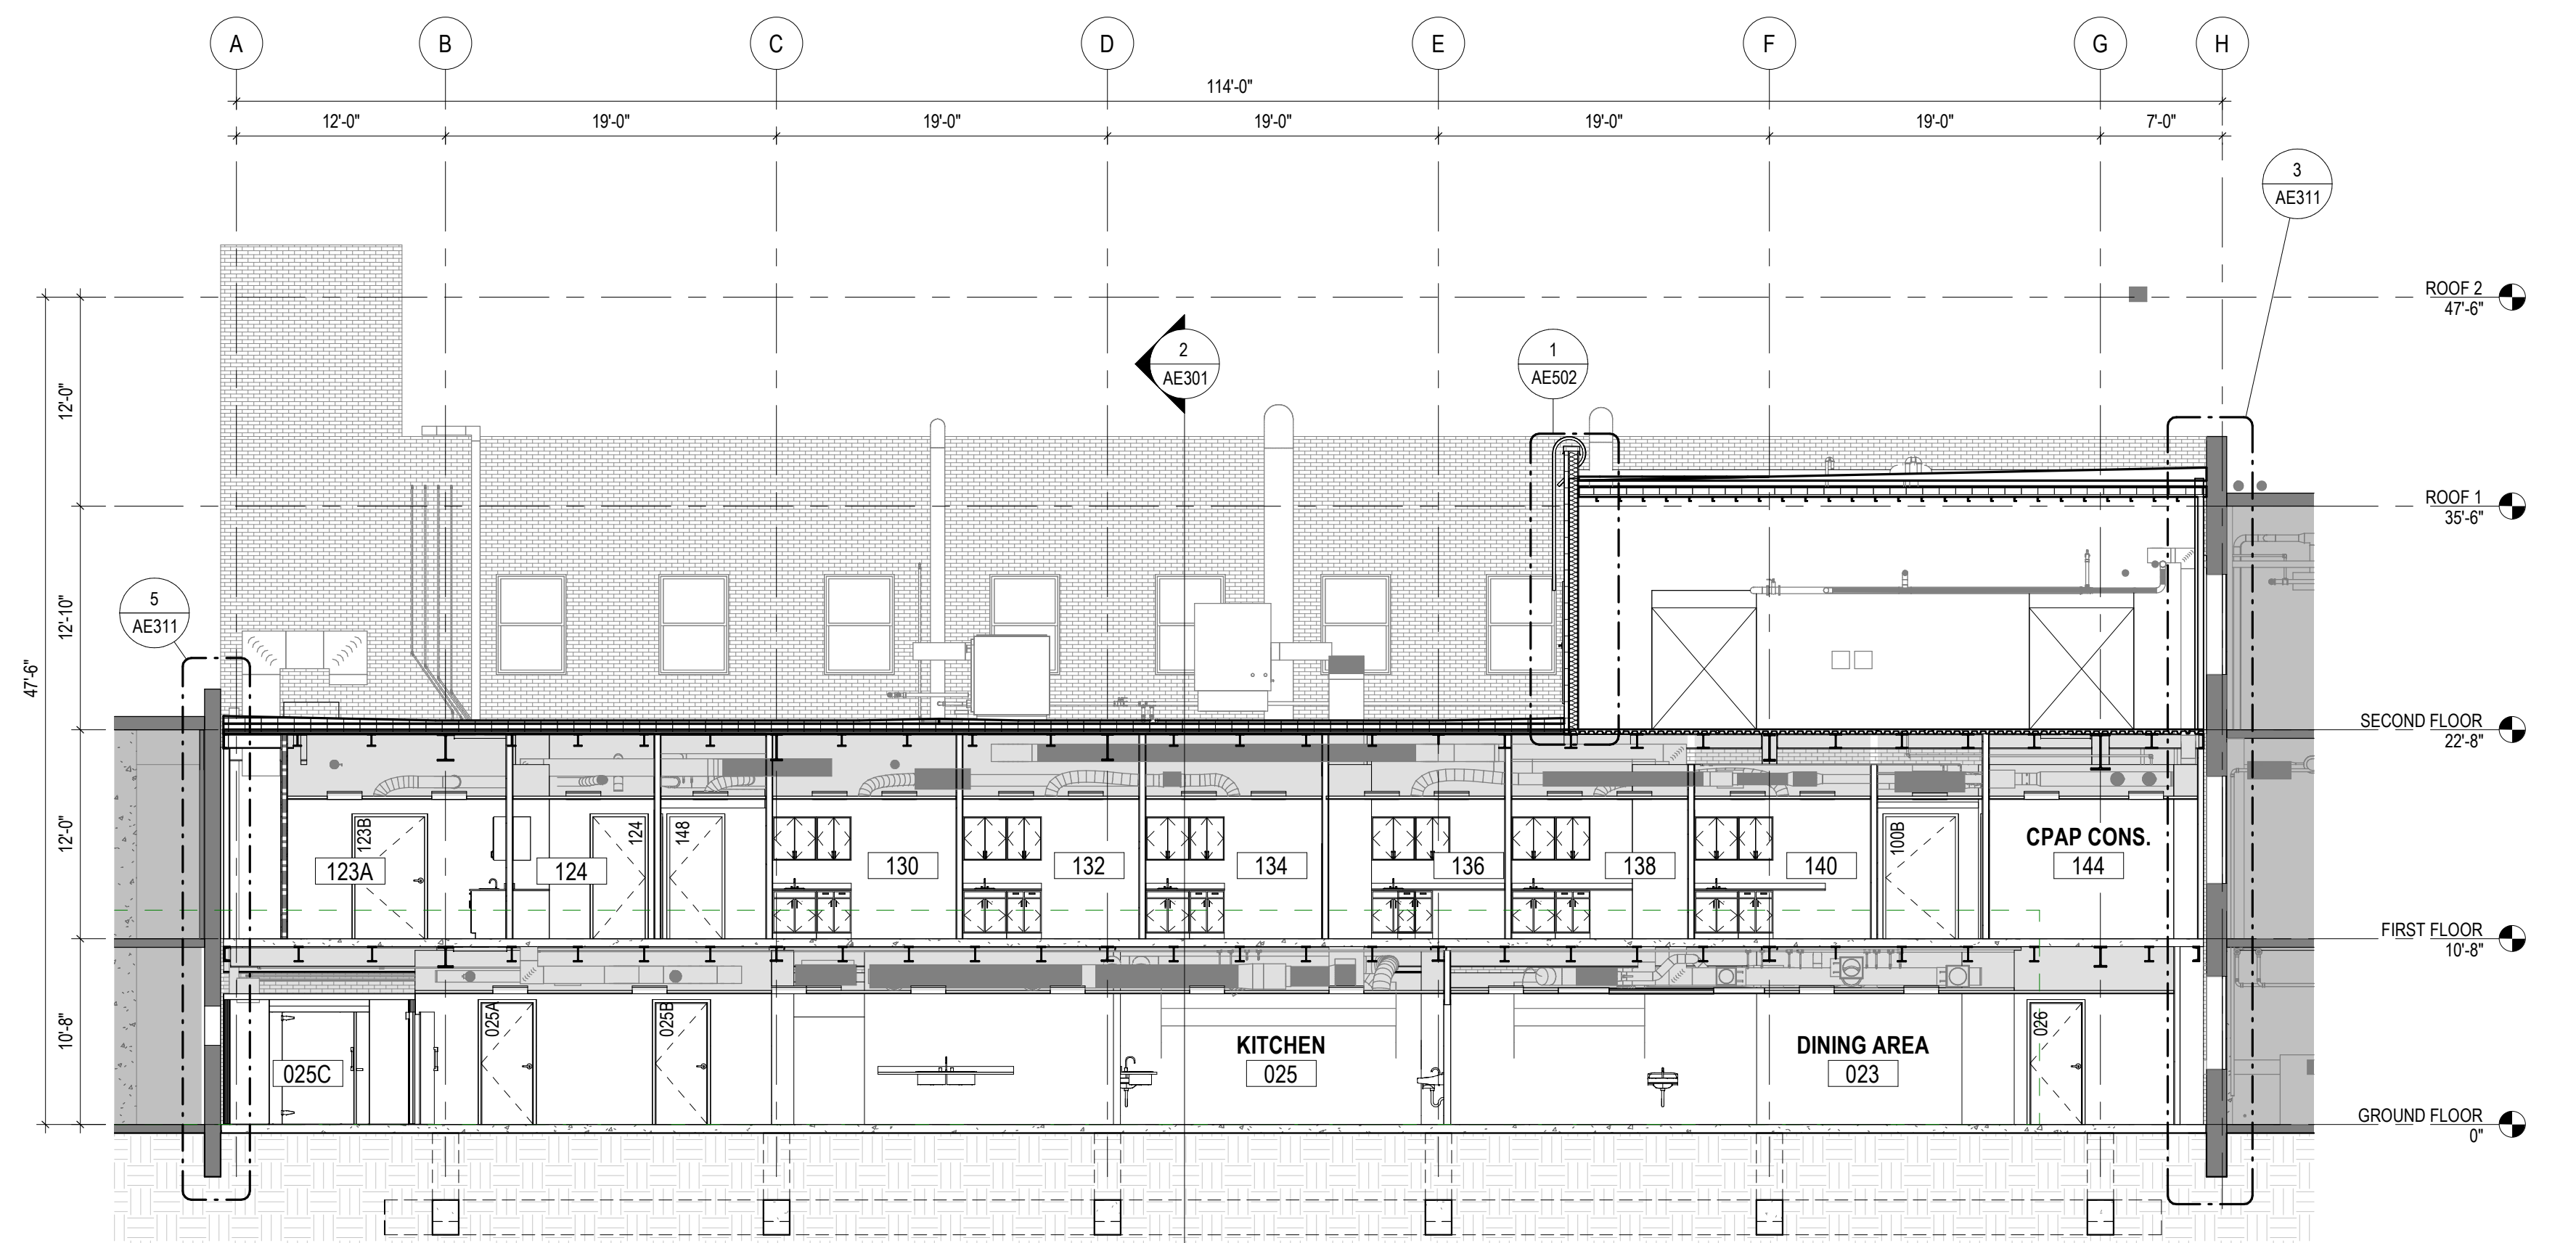 A B C D E F G H
114'-0"
12'-0" 19'-0" 19'-0" 19'-0" 19'-0" 19'-0" 7'-0"
3
AE311
ROOF 2
47'-6"
2
AE301
1
AE502
12'-0"
ROOF 1
35'-6"
5
AE311
12'-10"
47'-6"
SECOND FLOOR
22'-8"
12'-0"
123B
123A
124
124
148
130
132
134
136
138
140
100B
CPAP CONS.
144
FIRST FLOOR
10'-8"
10'-8"
025C
025A
025B
KITCHEN
025
DINING AREA
023
026
GROUND FLOOR
0"